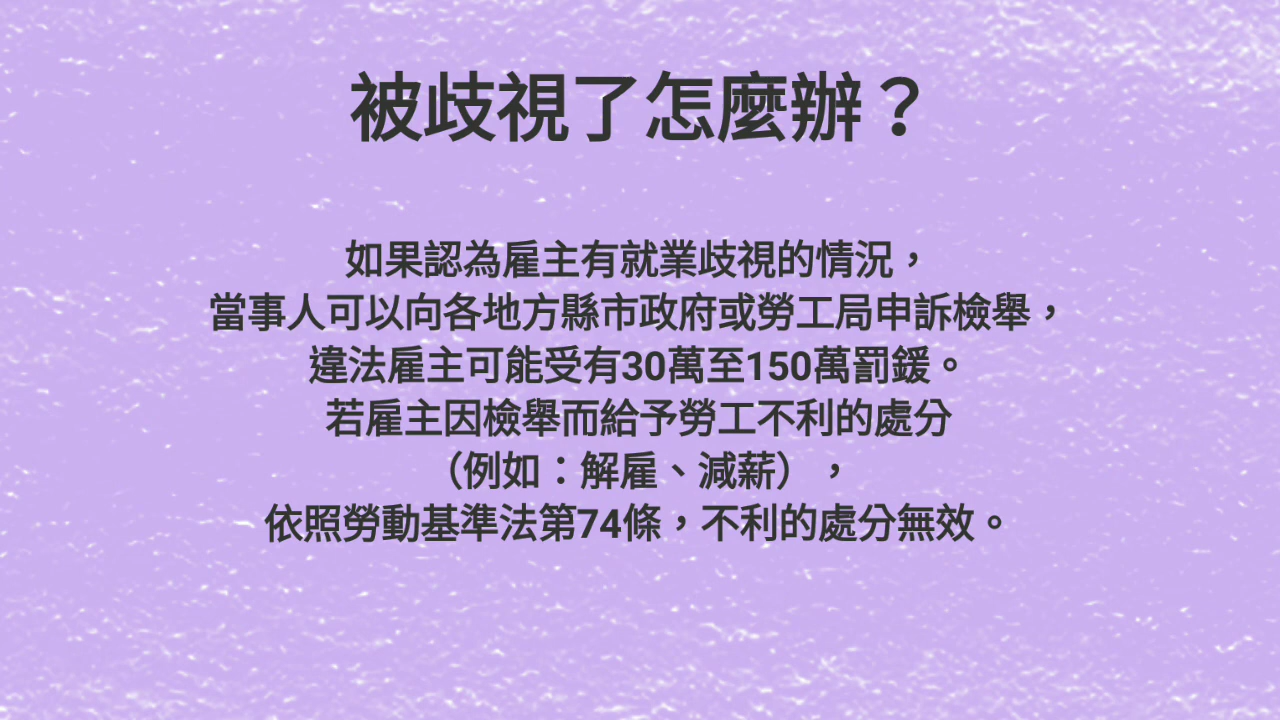 被歧視了怎麼辦？
如果認為雇主有就業歧視的情況，
當事人可以向各地方縣市政府或勞工局申訴檢舉，
違法雇主可能受有30萬至150萬罰鍰。
若雇主因檢舉而給予勞工不利的處分
（例如：解雇、減薪），
依照勞動基準法第74條，不利的處分無效。